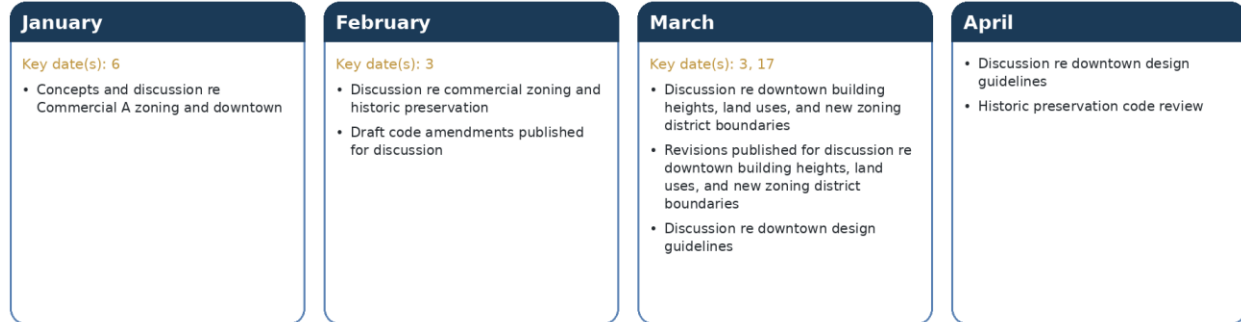 January
Key date(s): 6
• Concepts and discussion re
Commercial A zoning and downtown
February
Key date(s): 3
• Discussion re commercial zoning and
historic preservation
• Draft code amendments published
for discussion
March
Key date(s): 3, 17
• Discussion re downtown building
heights, land uses, and new zoning
district boundaries
• Revisions published for discussion re
downtown building heights, land
uses, and new zoning district
boundaries
• Discussion re downtown design
guidelines
April
• Discussion re downtown design
guidelines
• Historic preservation code review